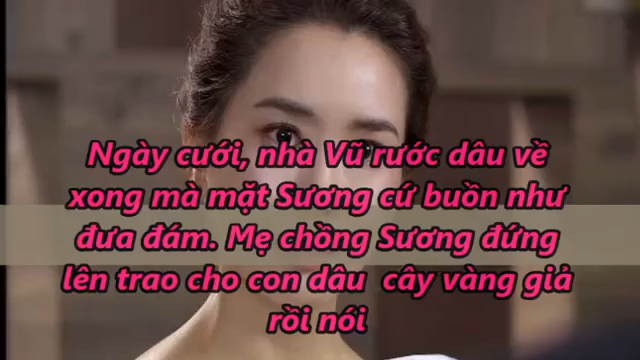 Ngày cưới, nhà Vũ rước dâu về
xong mà mặt Sương cứ buồn như
đưa đám. Mẹ chồng Sương đứng
lên trao cho con dâu cây vàng giả
rồi nói